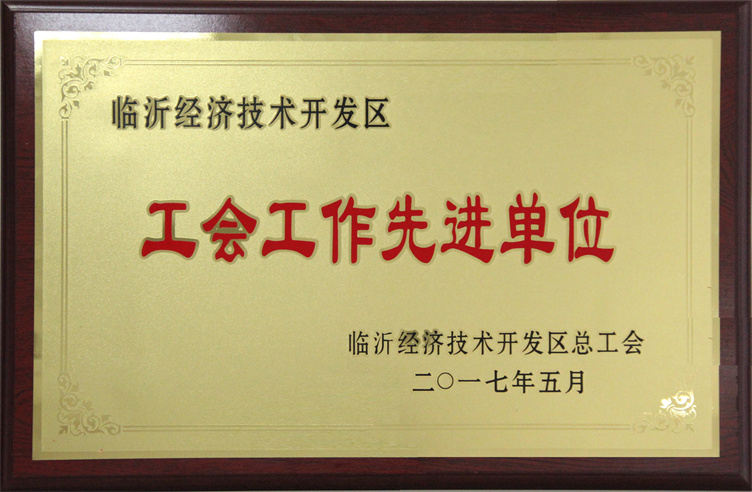 临沂经济技术开发区
工会工作先进单位
临沂经济技术开发区总工会
二〇一七年五月